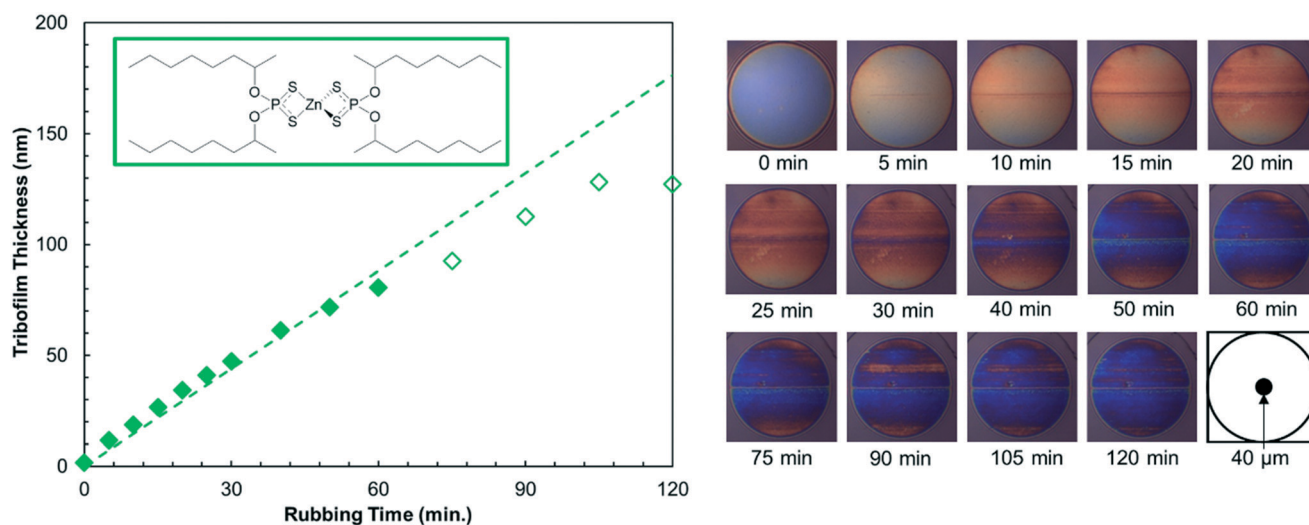 200
150
100
50
0
0
30
60
90
120
Tribofilm Thickness (nm)
Rubbing Time (min.)
O
O
P
S
S
Zn
S
S
P
O
O
0 min
5 min
10 min
15 min
20 min
25 min
30 min
40 min
50 min
60 min
75 min
90 min
105 min
120 min
40 µm